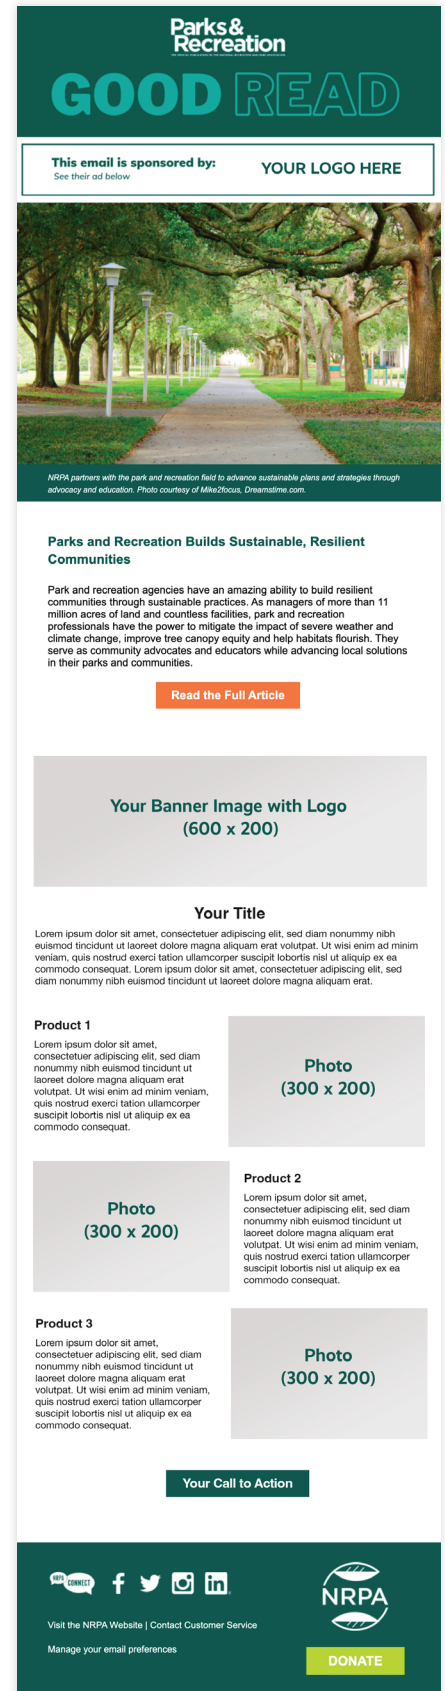 Parks &
Recreation
GOOD READ
This email is sponsored by:
See their ad below
YOUR LOGO HERE
NRPA partners with the park and recreation field to advance sustainable plans and strategies through
advocacy and education. Photo courtesy of Mike2focus, Dreamstime.com.
Parks and Recreation Builds Sustainable, Resilient
Communities
Park and recreation agencies have an amazing ability to build resilient
communities through sustainable practices. As managers of more than 11
million acres of land and countless facilities, park and recreation
professionals have the power to mitigate the impact of severe weather and
climate change, improve tree canopy equity and help habitats flourish. They
serve as community advocates and educators while advancing local solutions
in their parks and communities.
Read the Full Article
Your Banner Image with Logo
(600 x 200)
Your Title
Lorem ipsum dolor sit amet, consectetuer adipiscing elit, sed diam nonummy nibh
euismod tincidunt ut laoreet dolore magna aliquam erat volutpat. Ut wisi enim ad minim
veniam, quis nostrud exerci tation ullamcorper suscipit lobortis nisl ut aliquip ex ea
commodo consequat. Lorem ipsum dolor sit amet, consectetuer adipiscing elit, sed
diam nonummy nibh euismod tincidunt ut laoreet dolore magna aliquam erat.
Product 1
Lorem ipsum dolor sit amet,
consectetuer adipiscing elit, sed diam
nonummy nibh euismod tincidunt ut
laoreet dolore magna aliquam erat
volutpat. Ut wisi enim ad minim veniam,
quis nostrud exerci tation ullamcorper
suscipit lobortis nisl ut aliquip ex ea
commodo consequat.
Photo
(300 x 200)
Photo
(300 x 200)
Product 2
Lorem ipsum dolor sit amet,
consectetuer adipiscing elit, sed diam
nonummy nibh euismod tincidunt ut
laoreet dolore magna aliquam erat
volutpat. Ut wisi enim ad minim veniam,
quis nostrud exerci tation ullamcorper
suscipit lobortis nisl ut aliquip ex ea
commodo consequat.
Product 3
Lorem ipsum dolor sit amet,
consectetuer adipiscing elit, sed diam
nonummy nibh euismod tincidunt ut
laoreet dolore magna aliquam erat
volutpat. Ut wisi enim ad minim veniam,
quis nostrud exerci tation ullamcorper
suscipit lobortis nisl ut aliquip ex ea
commodo consequat.
Photo
(300 x 200)
Your Call to Action
NRPA
CONNECT
NRPA
Visit the NRPA Website | Contact Customer Service
Manage your email preferences
DONATE